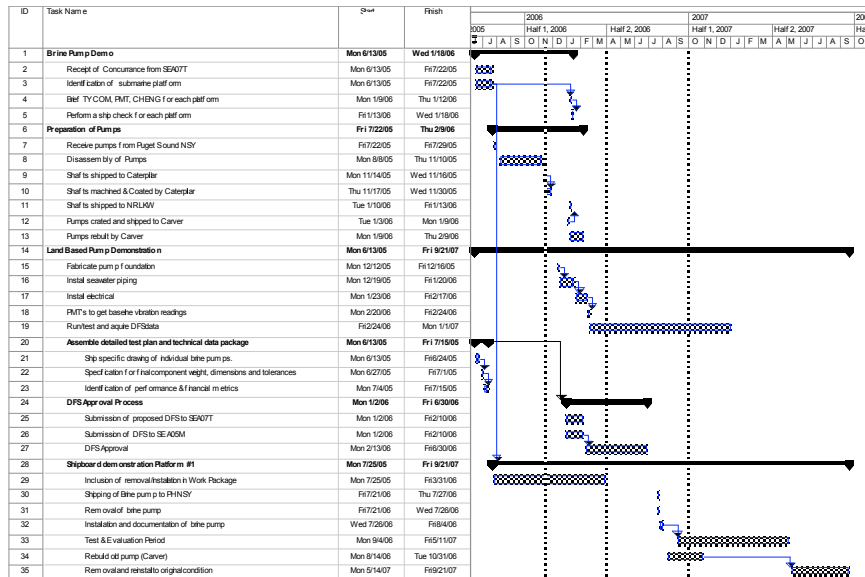 ID Task Name Start Finish
2006 2007 20
2005 Half 1, 2006 Half 2, 2006 Half 1, 2007 Half 2, 2007 Ha
J A S O N D J F M A M J J A S O N D J F M A M J J A S O
1 Brine Pump Demo Mon 6/13/05 Wed 1/18/06
2 Receipt of Concurrance from SEA07T Mon 6/13/05 Fri 7/22/05
3 Identification of submarine platform Mon 6/13/05 Fri 7/22/05
4 Brief TYCOM, PMT, CHENG for each platform Mon 1/9/06 Thu 1/12/06
5 Perform a ship check for each platform Fri 1/13/06 Wed 1/18/06
6 Preparation of Pumps Fri 7/22/05 Thu 2/9/06
7 Receive pumps from Puget Sound NSY Fri 7/22/05 Fri 7/29/05
8 Disassembly of Pumps Mon 8/8/05 Thu 11/10/05
9 Shafts shipped to Caterpilar Mon 11/14/05 Wed 11/16/05
10 Shafts machined & Coated by Caterpilar Thu 11/17/05 Wed 11/30/05
11 Shafts shipped to NRLKW Tue 1/10/06 Fri 1/13/06
12 Pumps crated and shipped to Carver Tue 1/3/06 Mon 1/9/06
13 Pumps rebuilt by Carver Mon 1/9/06 Thu 2/9/06
14 Land Based Pump Demonstration Mon 6/13/05 Fri 9/21/07
15 Fabricate pump foundation Mon 12/12/05 Fri 12/16/05
16 Install seawater piping Mon 12/19/05 Fri 1/20/06
17 Install electrical Mon 1/23/06 Fri 2/17/06
18 PMT's to get baseline vibration readings Mon 2/20/06 Fri 2/24/06
19 Run/test and aquire DFS data Fri 2/24/06 Mon 1/1/07
20 Assemble detailed test plan and technical data package Mon 6/13/05 Fri 7/15/05
21 Ship specific drawing of individual brine pumps. Mon 6/13/05 Fri 6/24/05
22 Specification for final component weight, dimensions and tolerances Mon 6/27/05 Fri 7/1/05
23 Identification of performance & financial metrics Mon 7/4/05 Fri 7/15/05
24 DFS Approval Process Mon 1/2/06 Fri 6/30/06
25 Submission of proposed DFS to SEA07T Mon 1/2/06 Fri 2/10/06
26 Submission of DFS to SEA05M Mon 1/2/06 Fri 2/10/06
27 DFS Approval Mon 2/13/06 Fri 6/30/06
28 Shipboard demonstration Platform #1 Mon 7/25/05 Fri 9/21/07
29 Inclusion of removal/installation in Work Package Mon 7/25/05 Fri 3/31/06
30 Shipping of Brine pump to PHNSY Fri 7/21/06 Thu 7/27/06
31 Removal of brine pump Fri 7/21/06 Wed 7/26/06
32 Installation and documentation of brine pump Wed 7/26/06 Fri 8/4/06
33 Test & Evaluation Period Mon 9/4/06 Fri 5/11/07
34 Rebuild old pump (Carver) Mon 8/14/06 Tue 10/31/06
35 Removal and reinstall to original condition Mon 5/14/07 Fri 9/21/07